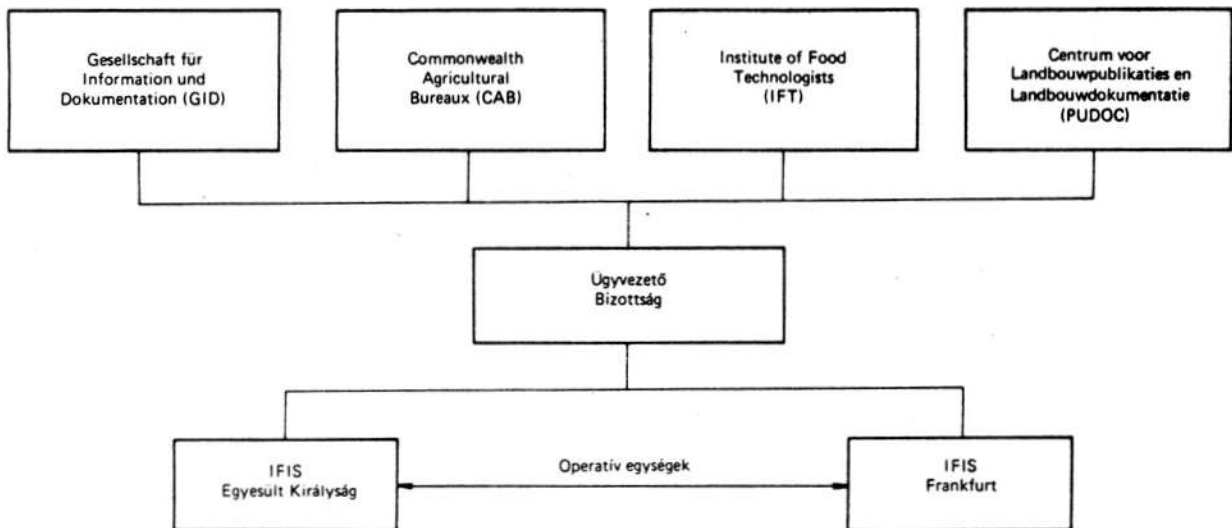 Gesellschaft für
Information und
Dokumentation (GID)
Commonwealth
Agricultural
Bureaux (CAB)
Institute of Food
Technologists
(IFT)
Centrum voor
Landbouwpublikaties en
Landbouwdokumentatie
(PUDOC)
Ügyvezető
Bizottság
IFIS
Egyesült Királyság
Operatív egységek
IFIS
Frankfurt